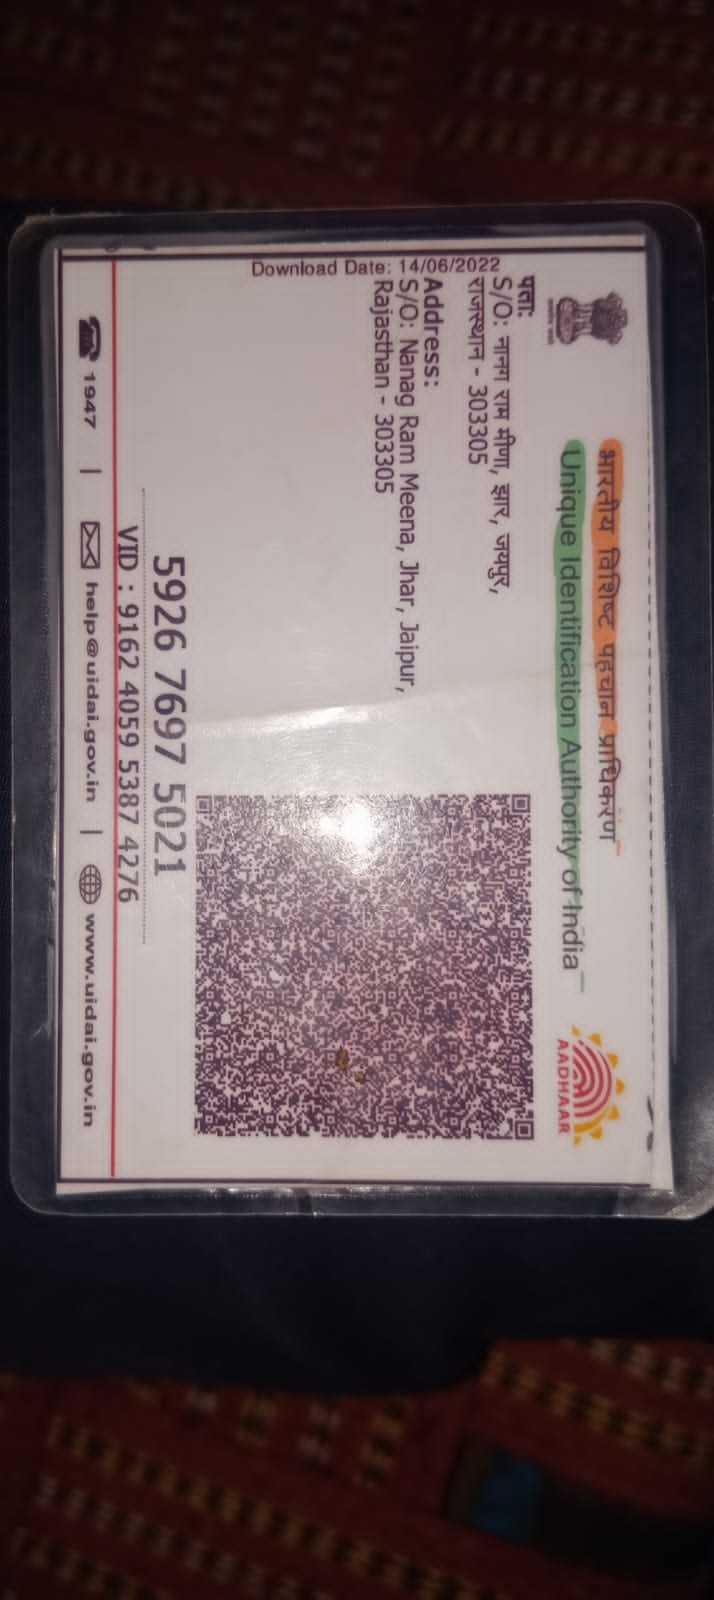 भारतीय विशिष्ट पहचान प्राधिकरण
Unique Identification Authority of India
AADHAAR
Download Date: 14/06/2022
पता:
S/O: नानग राम मीणा, झार, जयपुर,
राजस्थान - 303305
Address:
S/O: Nanag Ram Meena, Jhar, Jaipur,
Rajasthan - 303305
5926 7697 5021
VID : 9162 4059 5387 4276
1947 | help@uidai.gov.in | www.uidai.gov.in